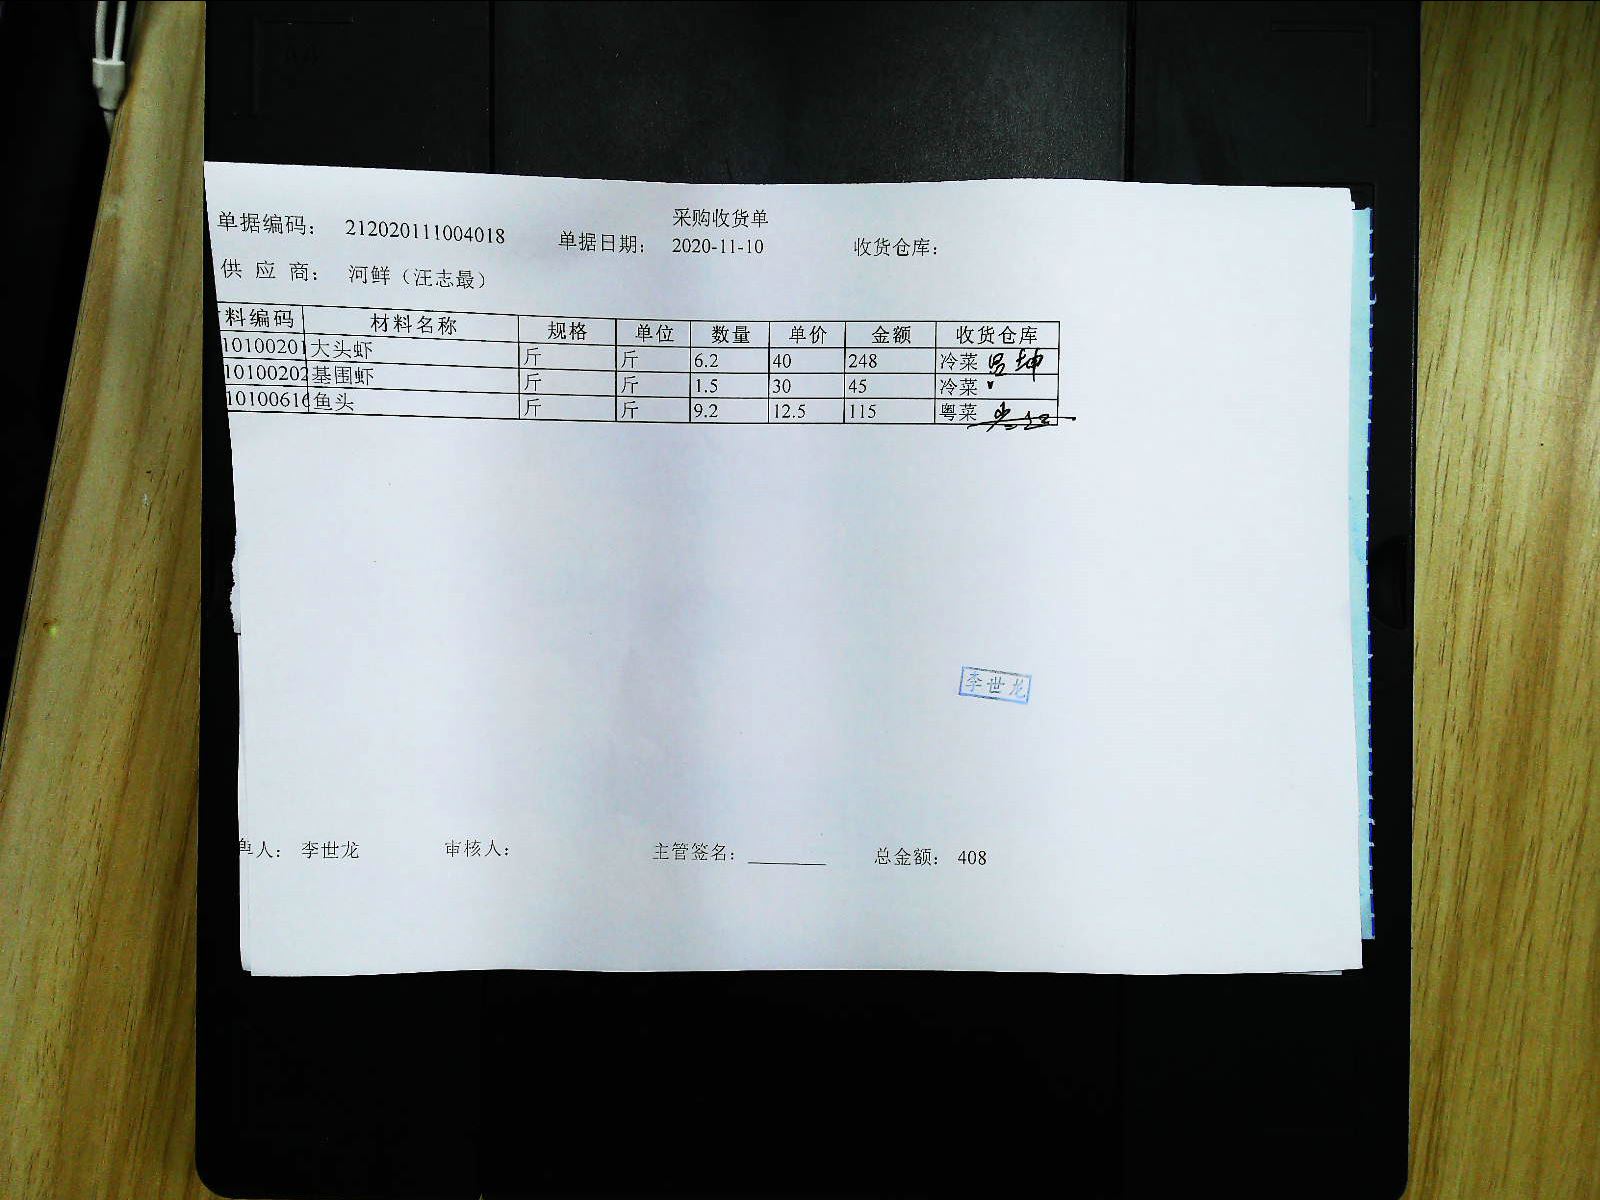 采购收货单
单据编码： 212020111004018 单据日期： 2020-11-10 收货仓库：
供 应 商： 河鲜（汪志最）
料编码 材料名称 规格 单位 数量 单价 金额 收货仓库
10100201 大头虾 斤 斤 6.2 40 248 冷菜 吕坤
10100202 基围虾 斤 斤 1.5 30 45 冷菜
10100616 鱼头 斤 斤 9.2 12.5 115 粤菜
李世龙
单人： 李世龙 审核人： 主管签名： 总金额： 408